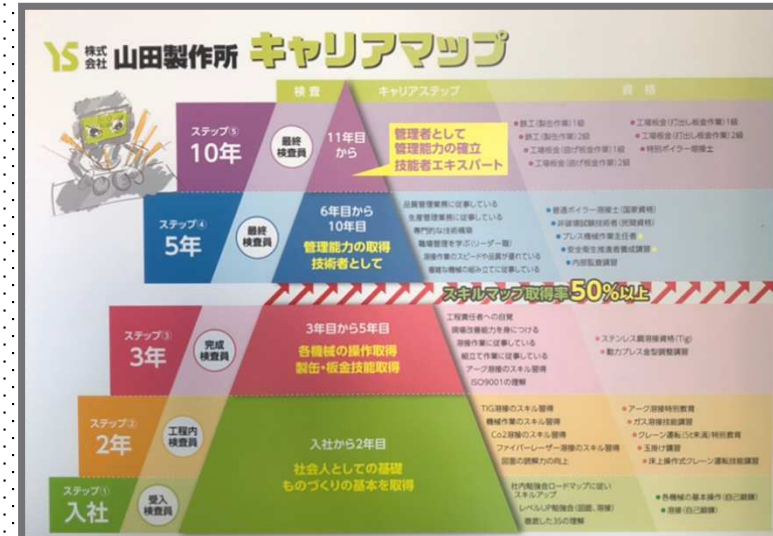 YS 株式会社 山田製作所 キャリアマップ
検査 キャリアステップ 資格
ステップ⑤
10年
最終検査員
11年目から
管理者として
管理能力の確立
技能者エキスパート
●鉄工(製缶作業)1級
●鉄工(製缶作業)2級
●工場板金(曲げ板金作業)1級
●工場板金(曲げ板金作業)2級
●工場板金(打出し板金作業)1級
●工場板金(打出し板金作業)2級
●特別ボイラー溶接士
ステップ④
5年
最終検査員
6年目から
10年目
管理能力の取得
技術者として
品質管理業務に従事している
生産管理業務に従事している
専門的な技術構築
職場管理を学ぶ(リーダー職)
溶接作業のスピードや品質が優れている
複雑な機械の組み立てに従事している
●普通ボイラー溶接士(国家資格)
●非破壊試験技術者(民間資格)
●プレス機械作業主任者
●安全衛生推進者養成講習
●内部監査講習
スキルマップ取得率50%以上
ステップ③
3年
完成検査員
3年目から5年目
各機械の操作取得
製缶・板金技能取得
工程責任者への自覚
現場改善能力を身につける
溶接作業に従事している
組立て作業に従事している
アーク溶接のスキル習得
ISO9001の理解
●ステンレス鋼溶接資格(Tig)
●動力プレス金型調整講習
ステップ②
2年
工程内検査員
入社から2年目
社会人としての基礎
ものづくりの基本を取得
TIG溶接のスキル習得
機械作業のスキル習得
Co2溶接のスキル習得
ファイバーレーザー溶接のスキル習得
図面の読解力の向上
●アーク溶接特別教育
●ガス溶接技能講習
●クレーン運転(5t未満)特別教育
●玉掛け講習
●床上操作式クレーン運転技能講習
ステップ①
入社
受入検査員
社内勉強会ロードマップに従い
スキルアップ
レベルUP勉強会(図面、溶接)
徹底した3Sの理解
●各機械の基本操作(自己鍛錬)
●溶接(自己鍛錬)